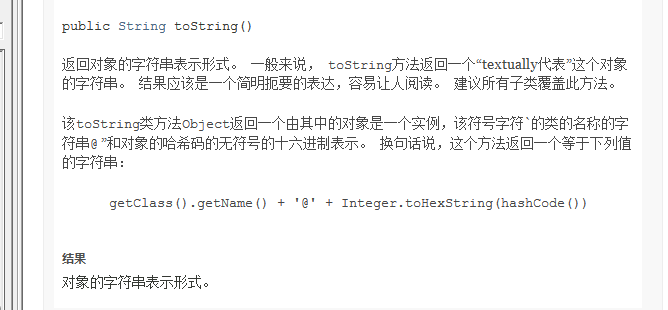 public String toString()
返回对象的字符串表示形式。 一般来说， toString方法返回一个“textually代表”这个对象
的字符串。 结果应该是一个简明扼要的表达，容易让人阅读。 建议所有子类覆盖此方法。
该toString类方法Object返回一个由其中的对象是一个实例，该符号字符`的类的名称的字
符串@ ”和对象的哈希码的无符号的十六进制表示。 换句话说，这个方法返回一个等于下列值
的字符串：
getClass().getName() + '@' + Integer.toHexString(hashCode())
结果
对象的字符串表示形式。